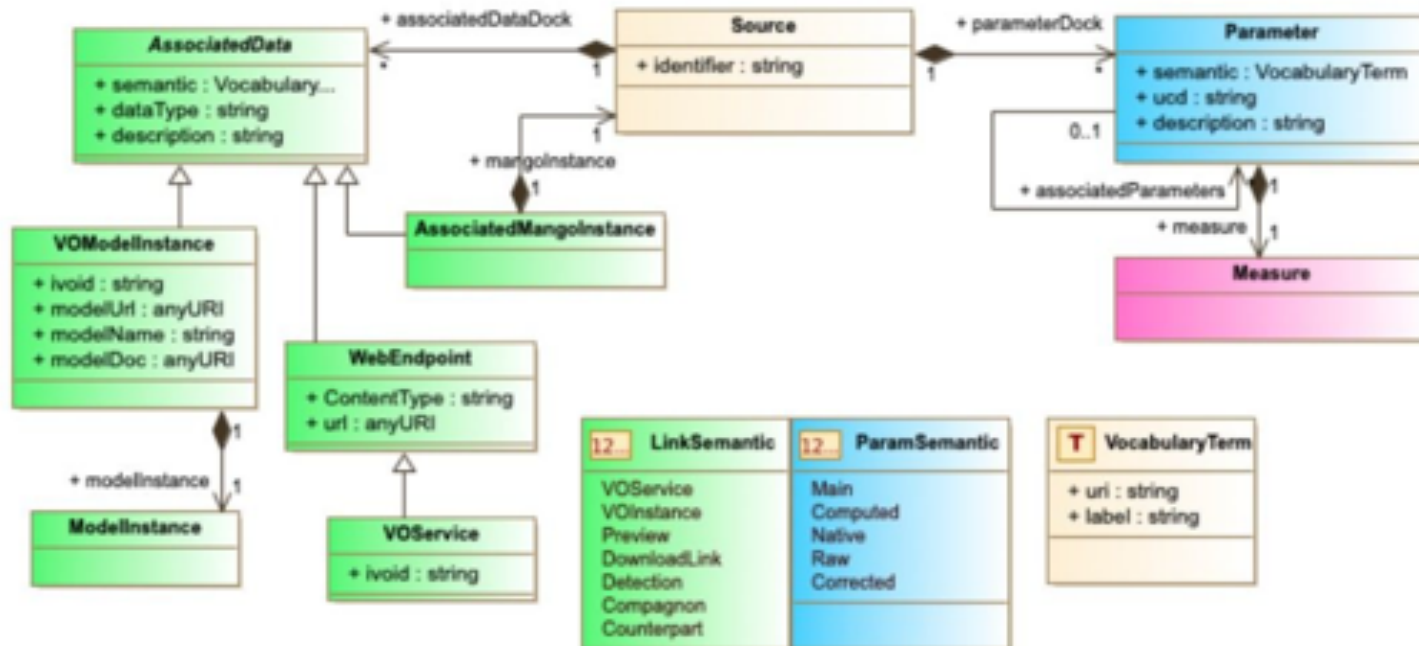 + associatedDataDock
*
1
Source
+ identifier : string
1
+ parameterDock
*
Parameter
+ semantic : VocabularyTerm
+ ucd : string
+ description : string
0..1
+ associatedParameters
1
+ measure
1
Measure
AssociatedData
+ semantic : Vocabulary...
+ dataType : string
+ description : string
1
+ mangoInstance
1
AssociatedMangoInstance
VOModelInstance
+ ivoid : string
+ modelUrl : anyURI
+ modelName : string
+ modelDoc : anyURI
1
+ modelInstance
1
ModelInstance
WebEndpoint
+ ContentType : string
+ url : anyURI
VOService
+ ivoid : string
12... LinkSemantic
VOService
VOInstance
Preview
DownloadLink
Detection
Compagnon
Counterpart
12... ParamSemantic
Main
Computed
Native
Raw
Corrected
T VocabularyTerm
+ uri : string
+ label : string